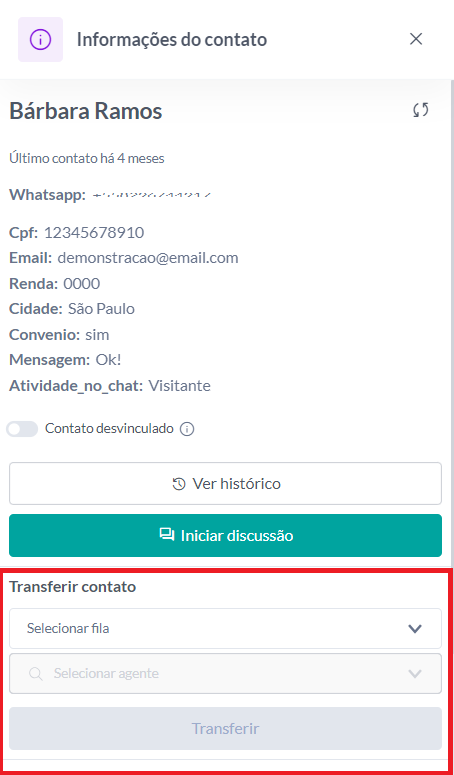 Informações do contato
Bárbara Ramos
Último contato há 4 meses
Whatsapp:
Cpf: 12345678910
Email: demonstracao@email.com
Renda: 0000
Cidade: São Paulo
Convenio: sim
Mensagem: Ok!
Atividade_no_chat: Visitante
Contato desvinculado
Ver histórico
Iniciar discussão
Transferir contato
Selecionar fila
Selecionar agente
Transferir